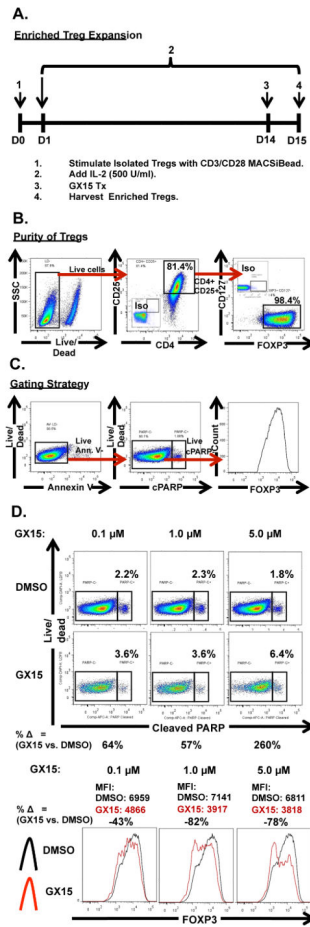 A.
Enriched Treg Expansion
2
1
3
4
D0
D1
D14
D15
1. Stimulate Isolated Tregs with CD3/CD28 MACSiBead.
2. Add IL-2 (500 U/ml).
3 GX15 Tx
4. Harvest Enriched Tregs.
B.
Purity of Tregs
Live cells
81.4%
Iso
Iso
CD4+
CD25+
98.4%
SSC
CD25
CD127
Live/
Dead
CD4
FOXP3
C.
Gating Strategy
Live/
Dead
Live
Ann. V-
Live/
Dead
Live
cPARP
Count
Annexin V
cPARP
FOXP3
D.
GX15: 0.1 µM 1.0 µM 5.0 µM
DMSO
2.2% 2.3% 1.8%
Live/
dead
GX15
3.6% 3.6% 6.4%
Cleaved PARP
% Δ =
(GX15 vs. DMSO) 64% 57% 260%
GX15: 0.1 µM 1.0 µM 5.0 µM
MFI: MFI: MFI:
DMSO: 6959 DMSO: 7141 DMSO: 6811
% Δ = GX15: 4866 GX15: 3917 GX15: 3818
(GX15 vs. DMSO) -43% -82% -78%
DMSO
GX15
FOXP3